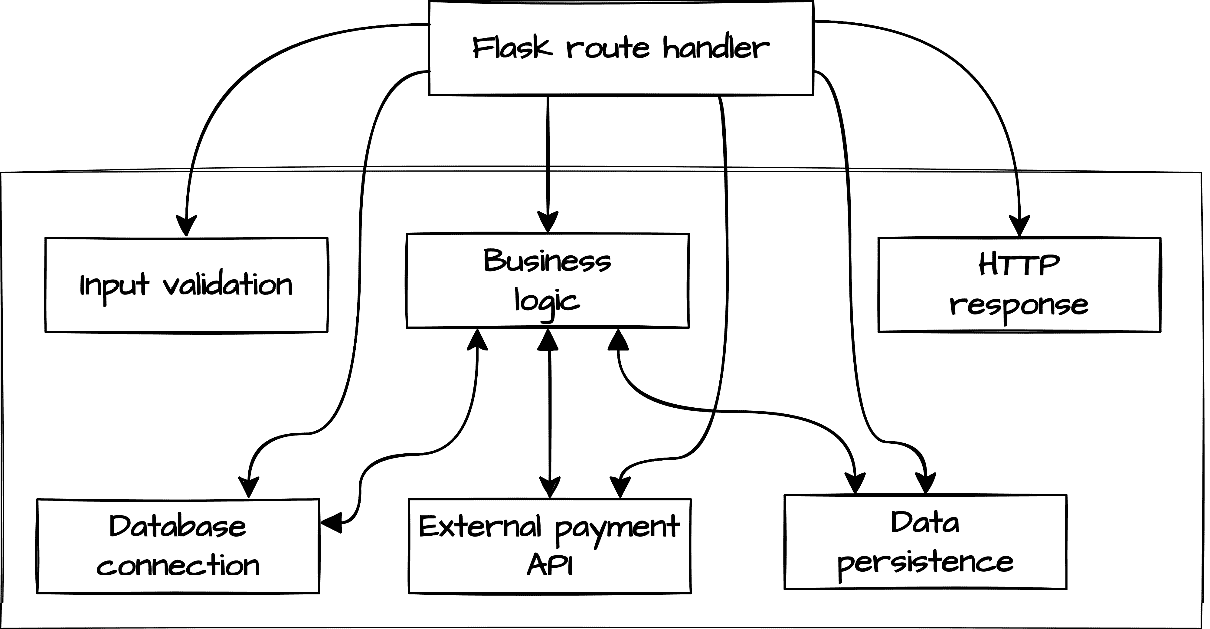 Flask route handler
Input validation
Business
logic
HTTP
response
Database
connection
External payment
API
Data
persistence